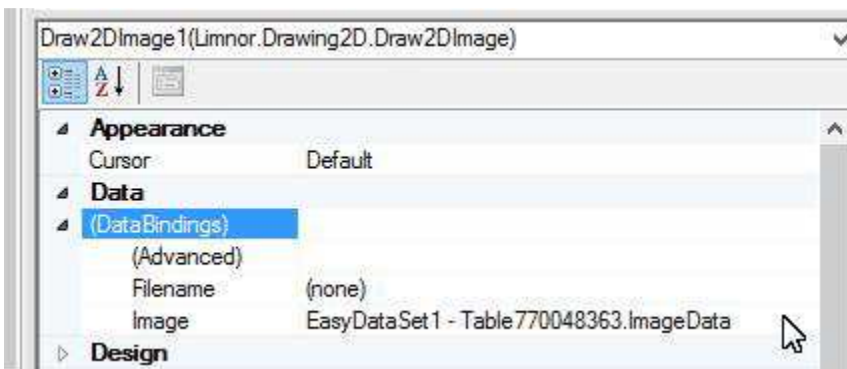 Draw2DImage1(Limnor.Drawing2D.Draw2DImage)
A
Z
Appearance
Cursor Default
Data
(DataBindings)
(Advanced)
Filename (none)
Image EasyDataSet1 - Table770048363.ImageData
Design